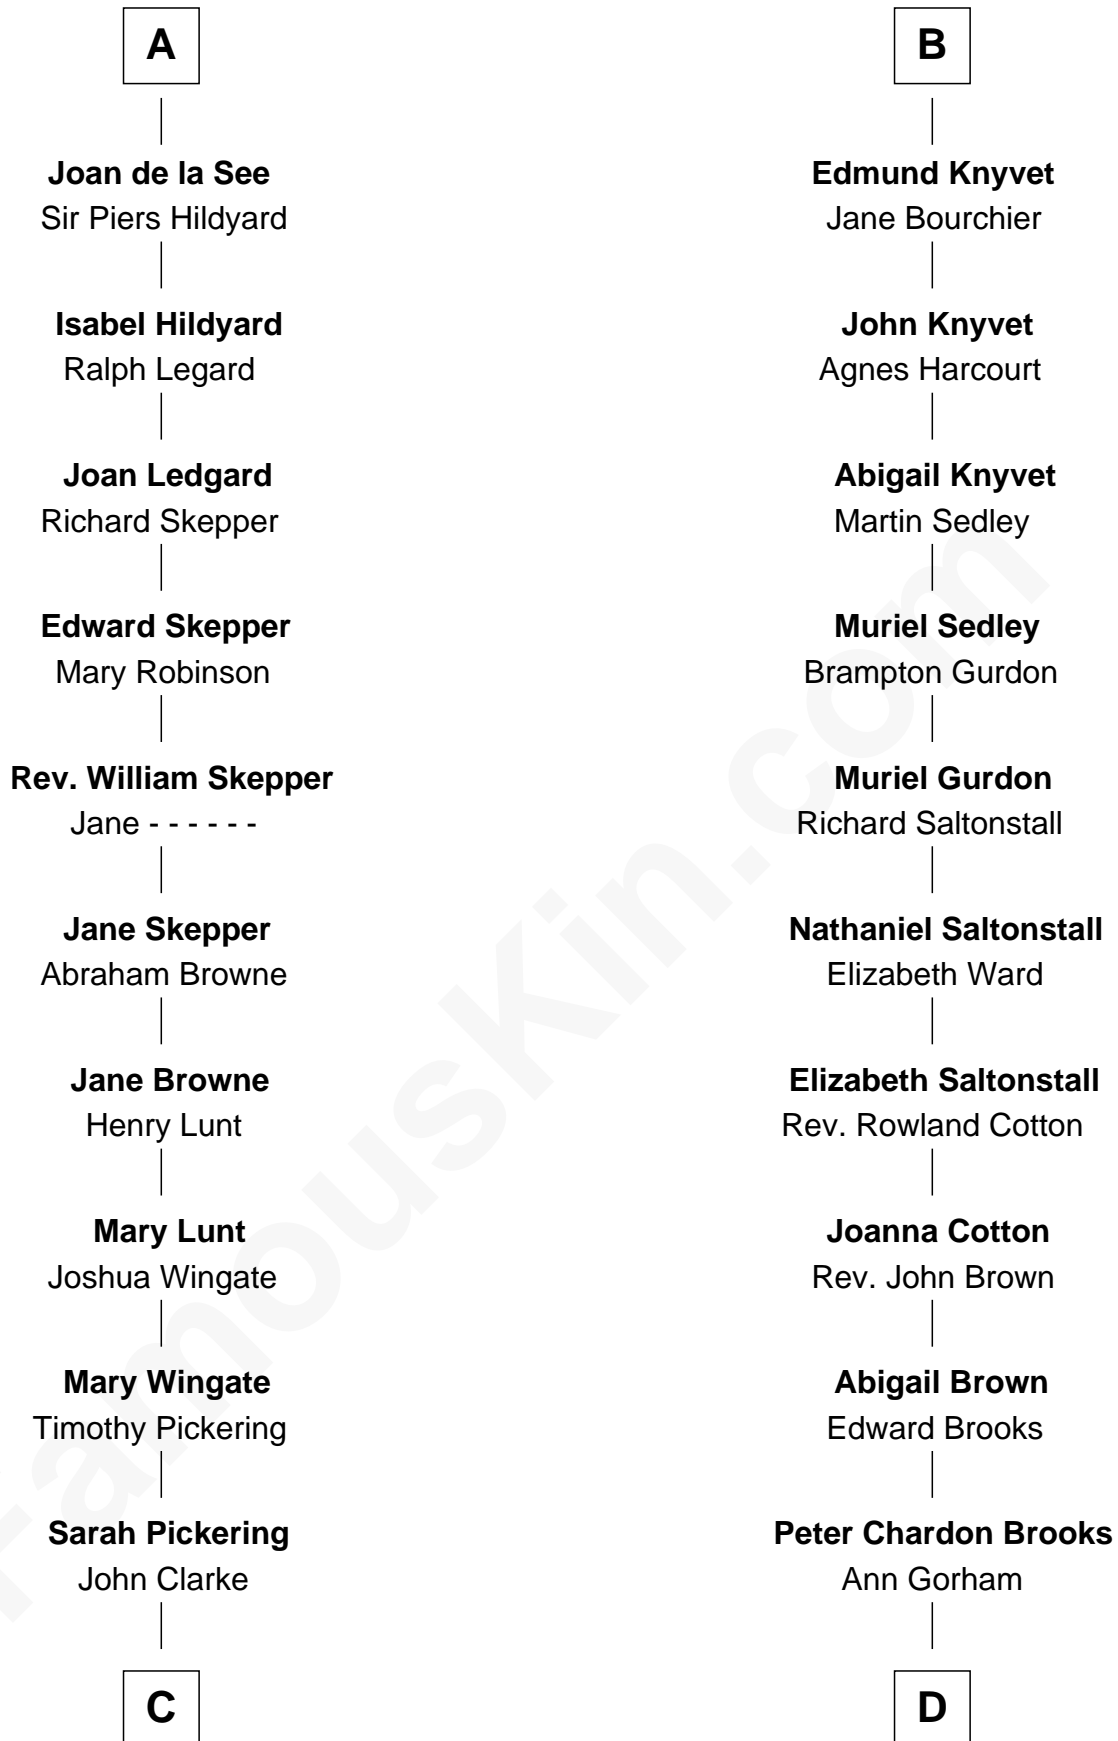 A
Joan de la See
Sir Piers Hildyard
Isabel Hildyard
Ralph Legard
Joan Ledgard
Richard Skepper
Edward Skepper
Mary Robinson
Rev. William Skepper
Jane - - - - - -
Jane Skepper
Abraham Browne
Jane Browne
Henry Lunt
Mary Lunt
Joshua Wingate
Mary Wingate
Timothy Pickering
Sarah Pickering
John Clarke
C
B
Edmund Knyvet
Jane Bourchier
John Knyvet
Agnes Harcourt
Abigail Knyvet
Martin Sedley
Muriel Sedley
Brampton Gurdon
Muriel Gurdon
Richard Saltonstall
Nathaniel Saltonstall
Elizabeth Ward
Elizabeth Saltonstall
Rev. Rowland Cotton
Joanna Cotton
Rev. John Brown
Abigail Brown
Edward Brooks
Peter Chardon Brooks
Ann Gorham
D
FamousKin.com